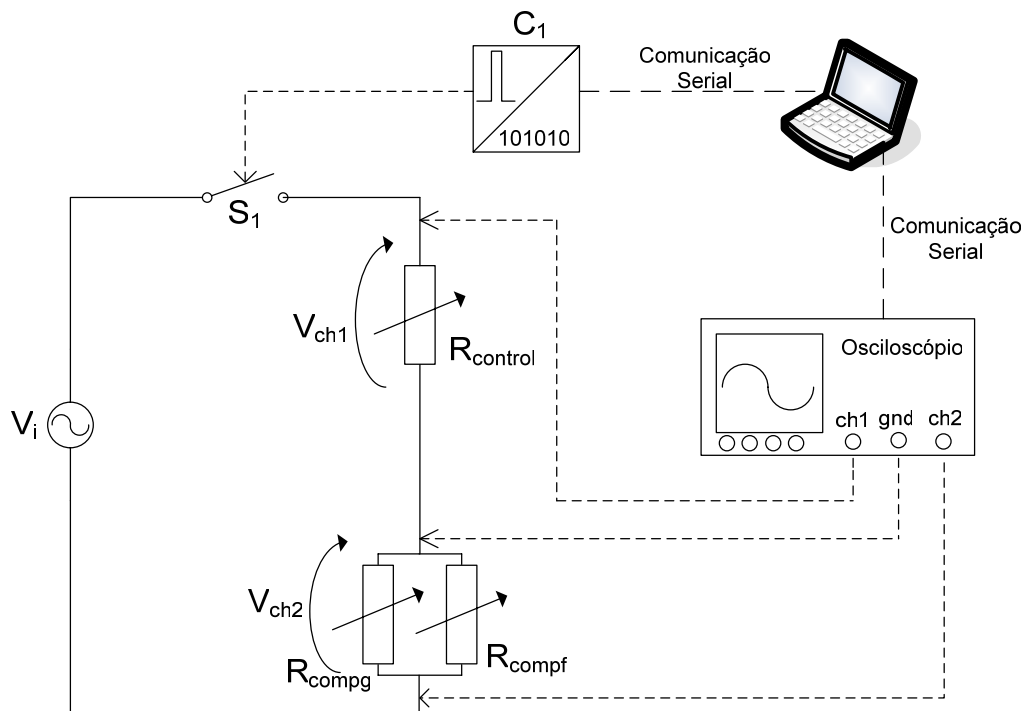 C1
Comunicação
Serial
101010
S1
Comunicação
Serial
Vch1
Rcontrol
Osciloscópio
Vi
ch1 gnd ch2
Vch2
Rcompg
Rcompf